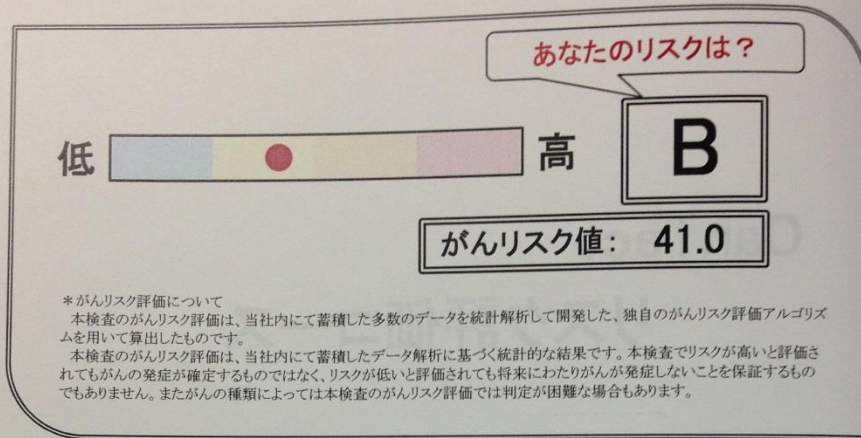 あなたのリスクは？
低
高
B
がんリスク値： 41.0
＊がんリスク評価について
本検査のがんリスク評価は、当社内にて蓄積した多数のデータを統計解析して開発した、独自のがんリスク評価アルゴリズ
ムを用いて算出したものです。
本検査のがんリスク評価は、当社内にて蓄積したデータ解析に基づく統計的な結果です。本検査でリスクが高いと評価さ
れてもがんの発症が確定するものではなく、リスクが低いと評価されても将来にわたりがんが発症しないことを保証するもの
でもありません。またがんの種類によっては本検査のがんリスク評価では判定が困難な場合もあります。